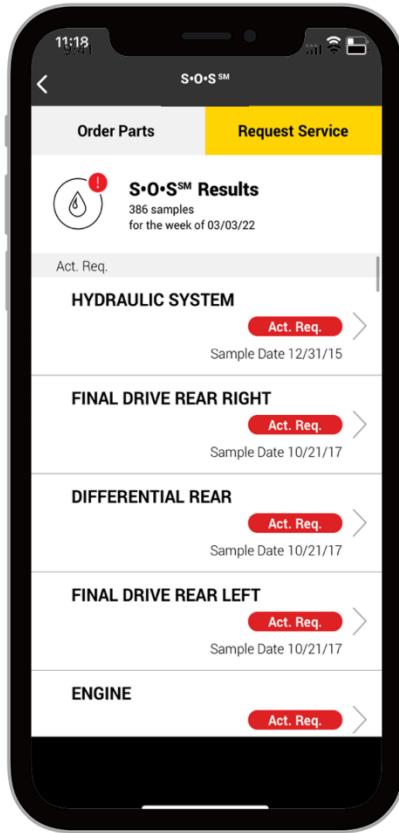 11:18
S•O•S℠
Order Parts
Request Service
S•O•S℠ Results
386 samples
for the week of 03/03/22
Act. Req.
HYDRAULIC SYSTEM
Act. Req.
Sample Date 12/31/15
FINAL DRIVE REAR RIGHT
Act. Req.
Sample Date 10/21/17
DIFFERENTIAL REAR
Act. Req.
Sample Date 10/21/17
FINAL DRIVE REAR LEFT
Act. Req.
Sample Date 10/21/17
ENGINE
Act. Req.